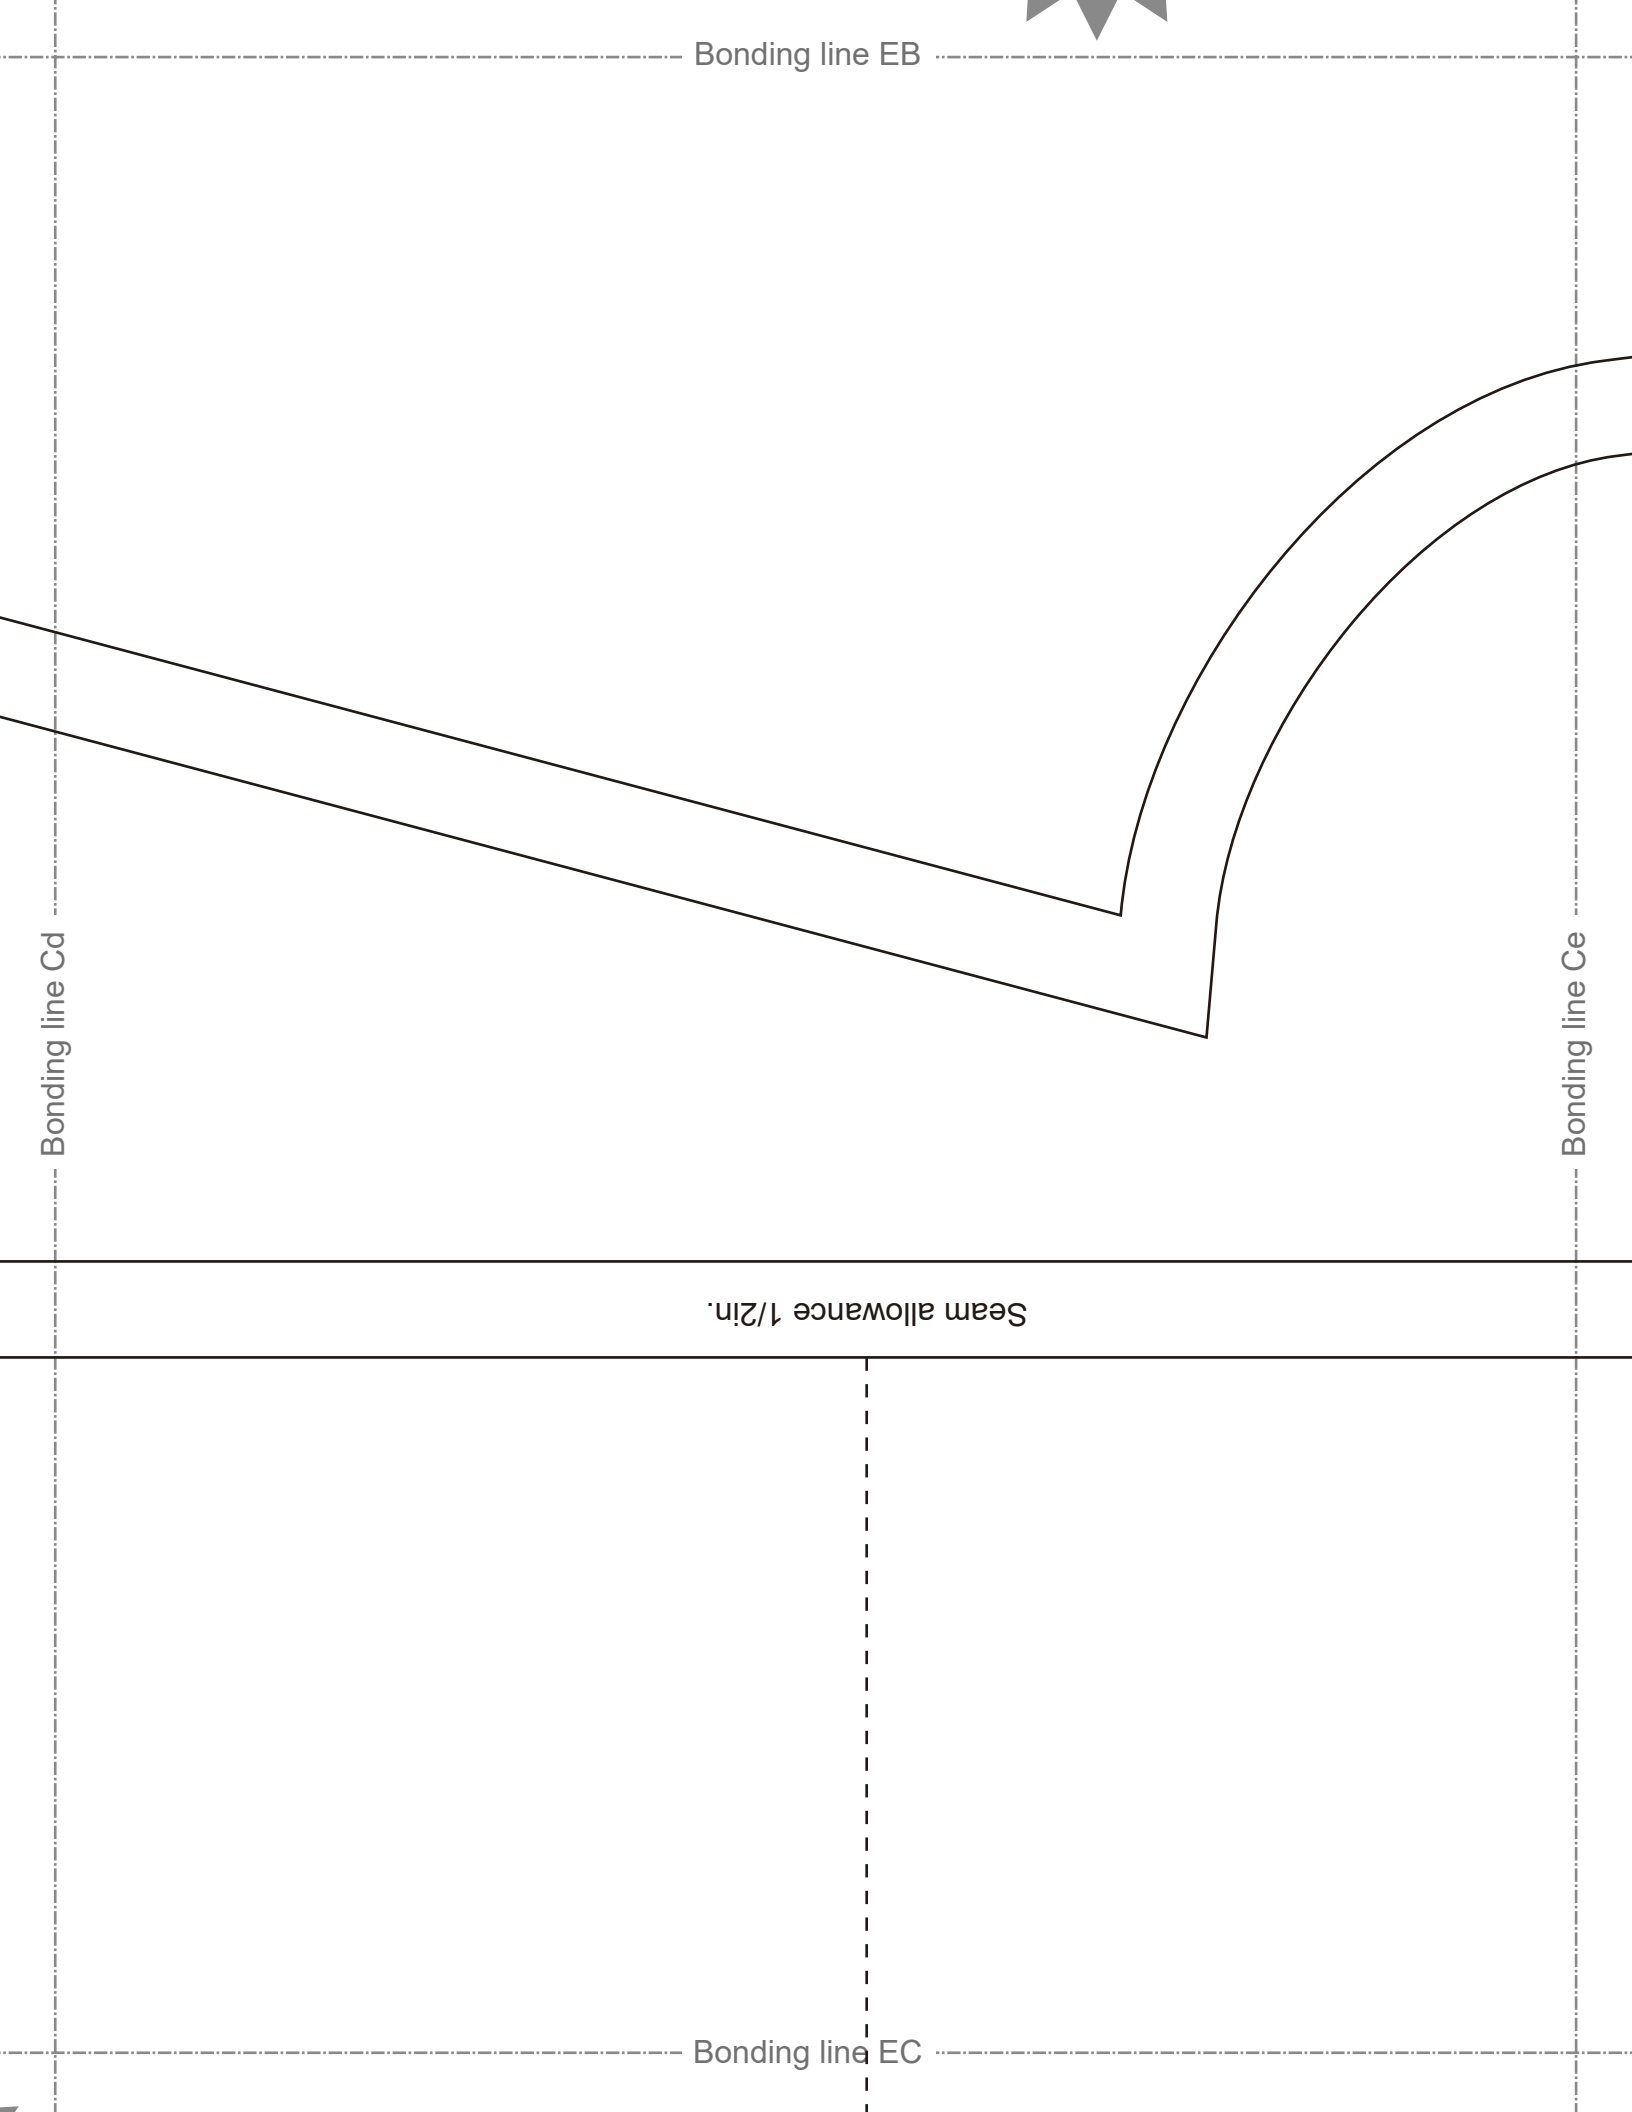 Bonding line EB
Bonding line Cd
Bonding line Ce
Seam allowance 1/2in.
Bonding line EC